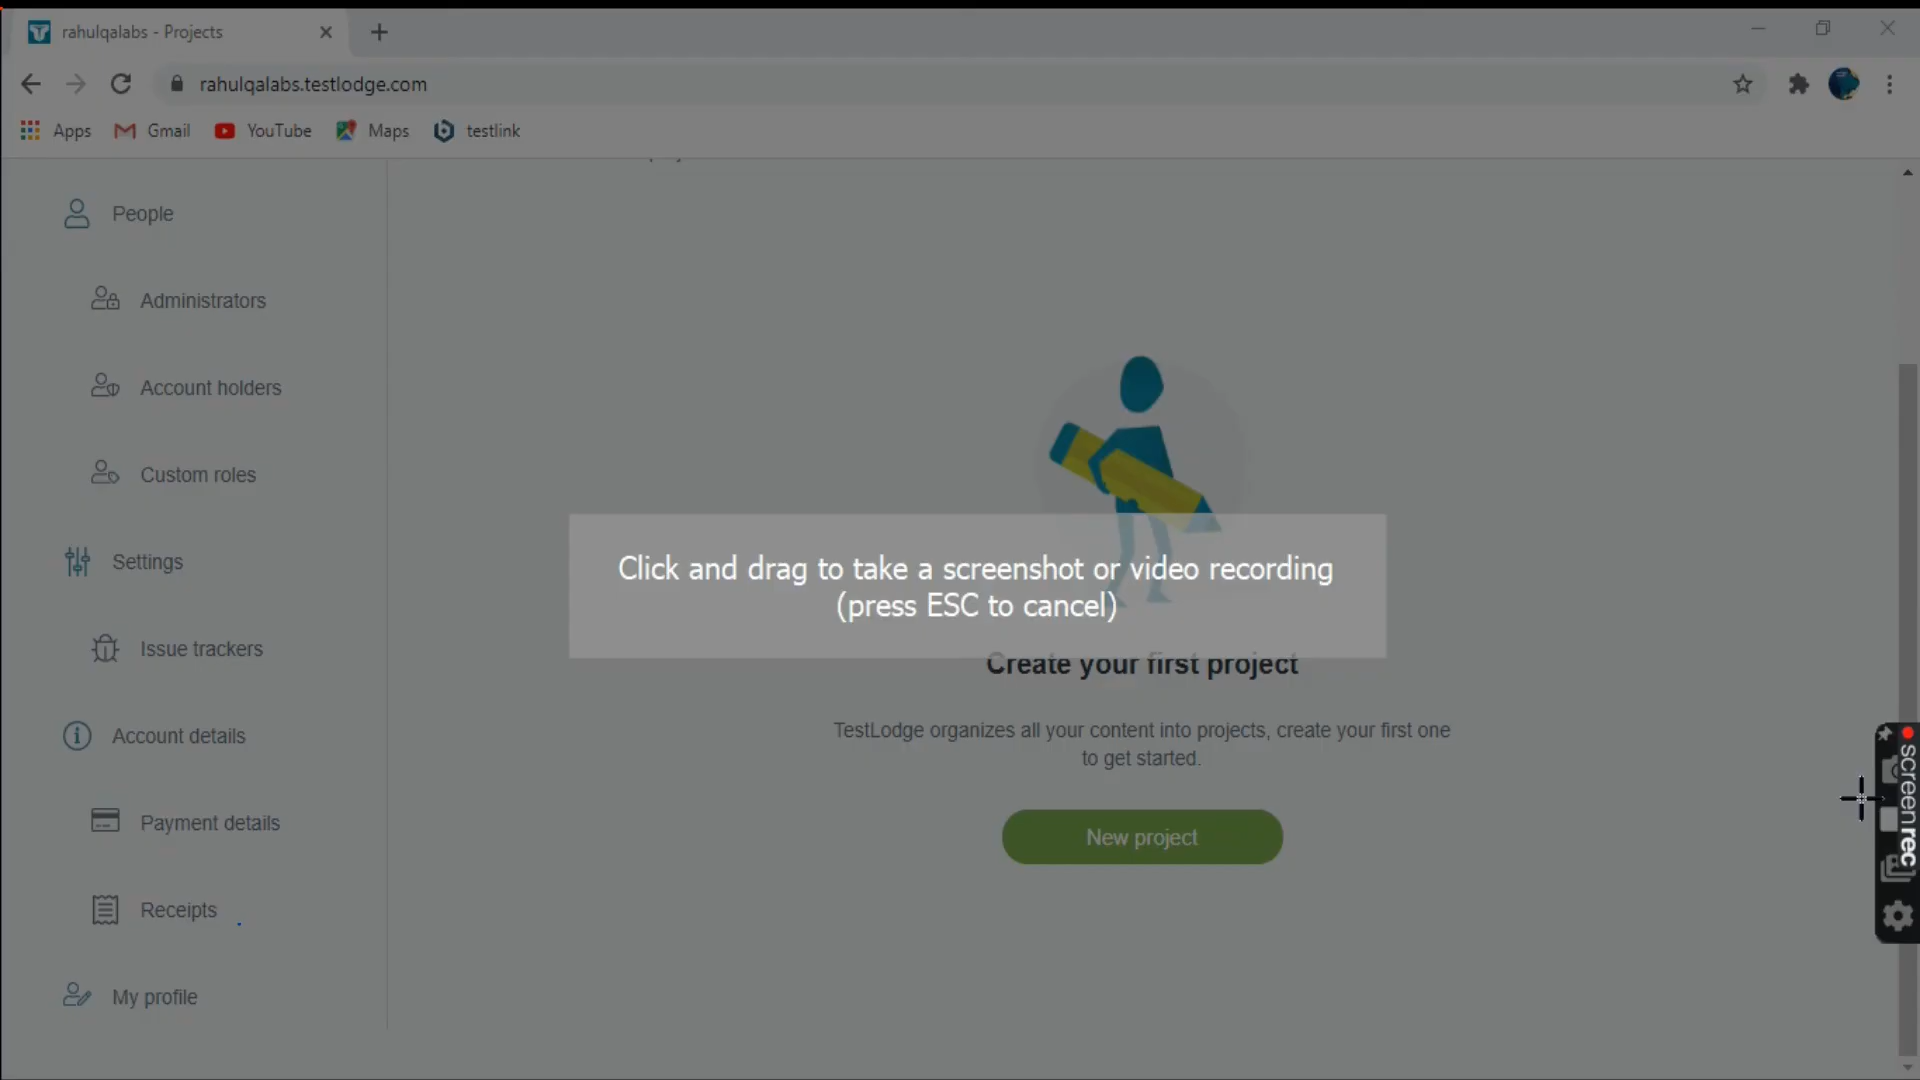 rahulqalabs - Projects
rahulqalabs.testlodge.com
Apps
Gmail
YouTube
Maps
testlink
People
Administrators
Account holders
Custom roles
Settings
Issue trackers
Account details
Payment details
Receipts
My profile
Click and drag to take a screenshot or video recording
(press ESC to cancel)
Create your first project
TestLodge organizes all your content into projects, create your first one
to get started.
New project
screenrec